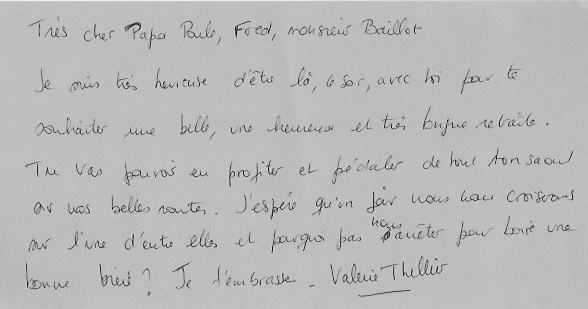 Très cher Papa Poule, Fred, monsieur Baillot
Je suis très heureuse d'être là, ce soir, avec toi pour te
souhaiter une belle, une heureuse et très longue retraite.
Tu vas pouvoir en profiter et pédaler de tout ton saoul
sur nos belles routes. J'espère qu'un jour nous nous croiserons
sur l'une d'entre elles et pourquoi pas nous arrêter pour boire une
bonne bière ? Je t'embrasse. Valérie Thellier